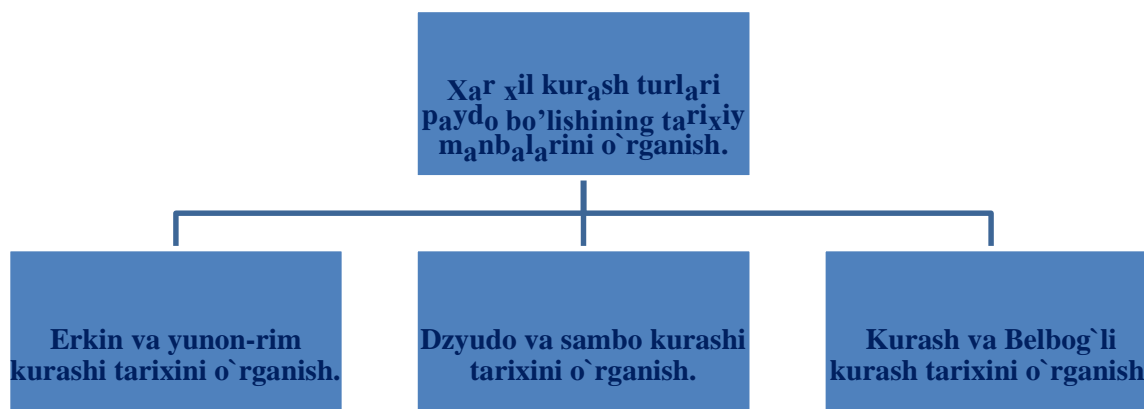 Xar xil kurash turlari
paydo bo’lishining tarixiy
manbalarini o`rganish.
Erkin va yunon-rim
kurashi tarixini o`rganish.
Dzyudo va sambo kurashi
tarixini o`rganish.
Kurash va Belbog`li
kurash tarixini o`rganish